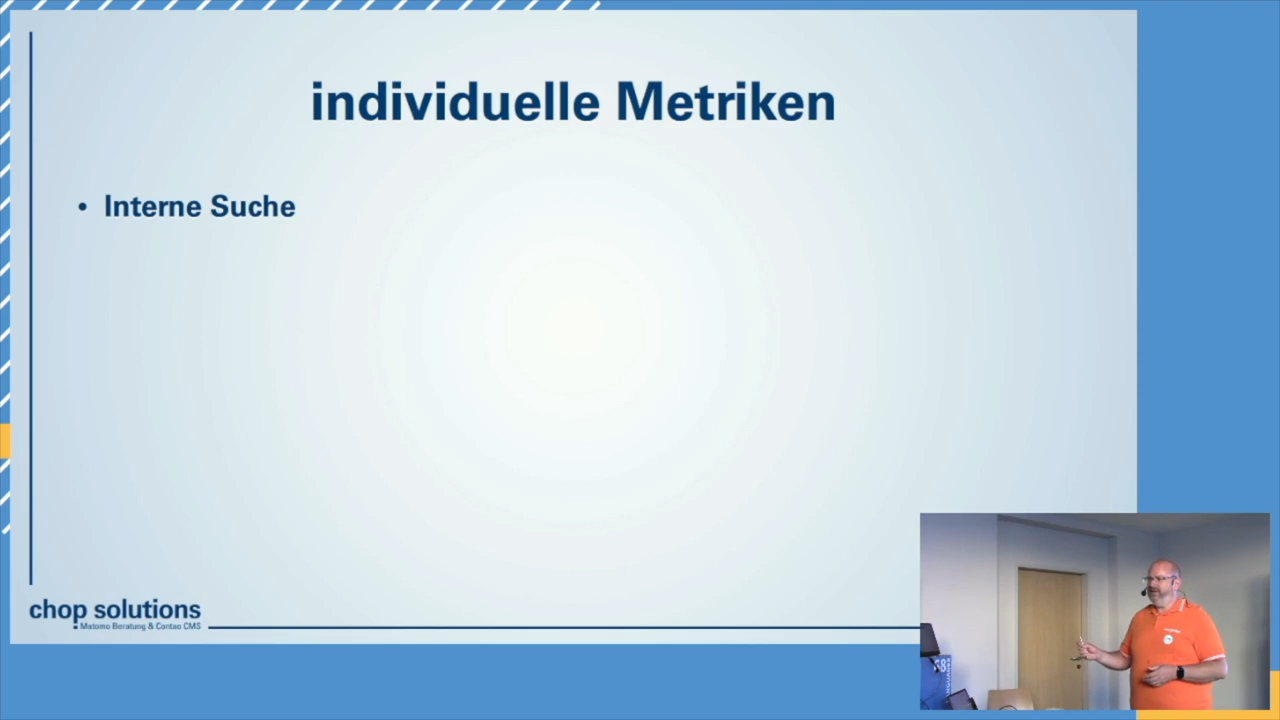 individuelle Metriken
• Interne Suche
chop solutions
Matomo Beratung & Contao CMS